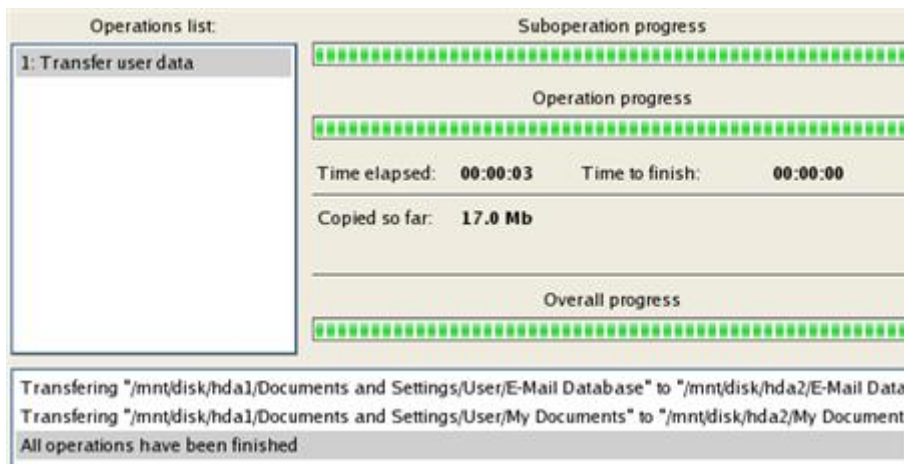 Operations list:
Suboperation progress
1: Transfer user data
Operation progress
Time elapsed: 00:00:03 Time to finish: 00:00:00
Copied so far: 17.0 Mb
Overall progress
Transfering "/mnt/disk/hda1/Documents and Settings/User/E-Mail Database" to "/mnt/disk/hda2/E-Mail Data
Transfering "/mnt/disk/hda1/Documents and Settings/User/My Documents" to "/mnt/disk/hda2/My Document
All operations have been finished